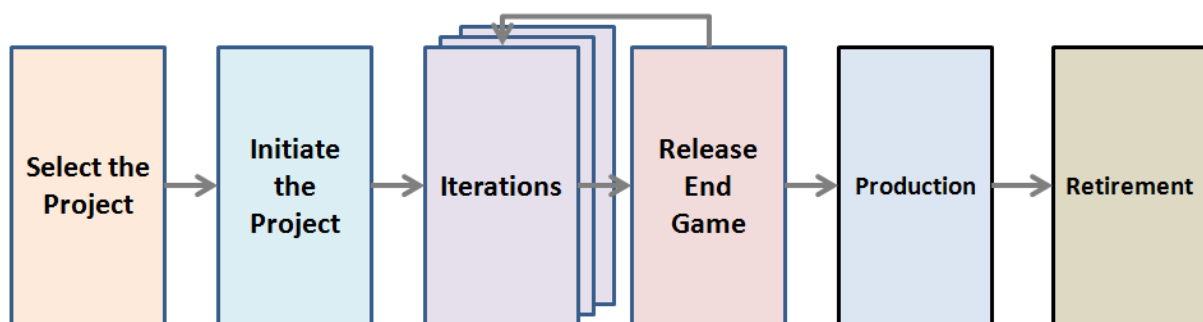 Select the
Project
Initiate
the
Project
Iterations
Release
End
Game
Production
Retirement